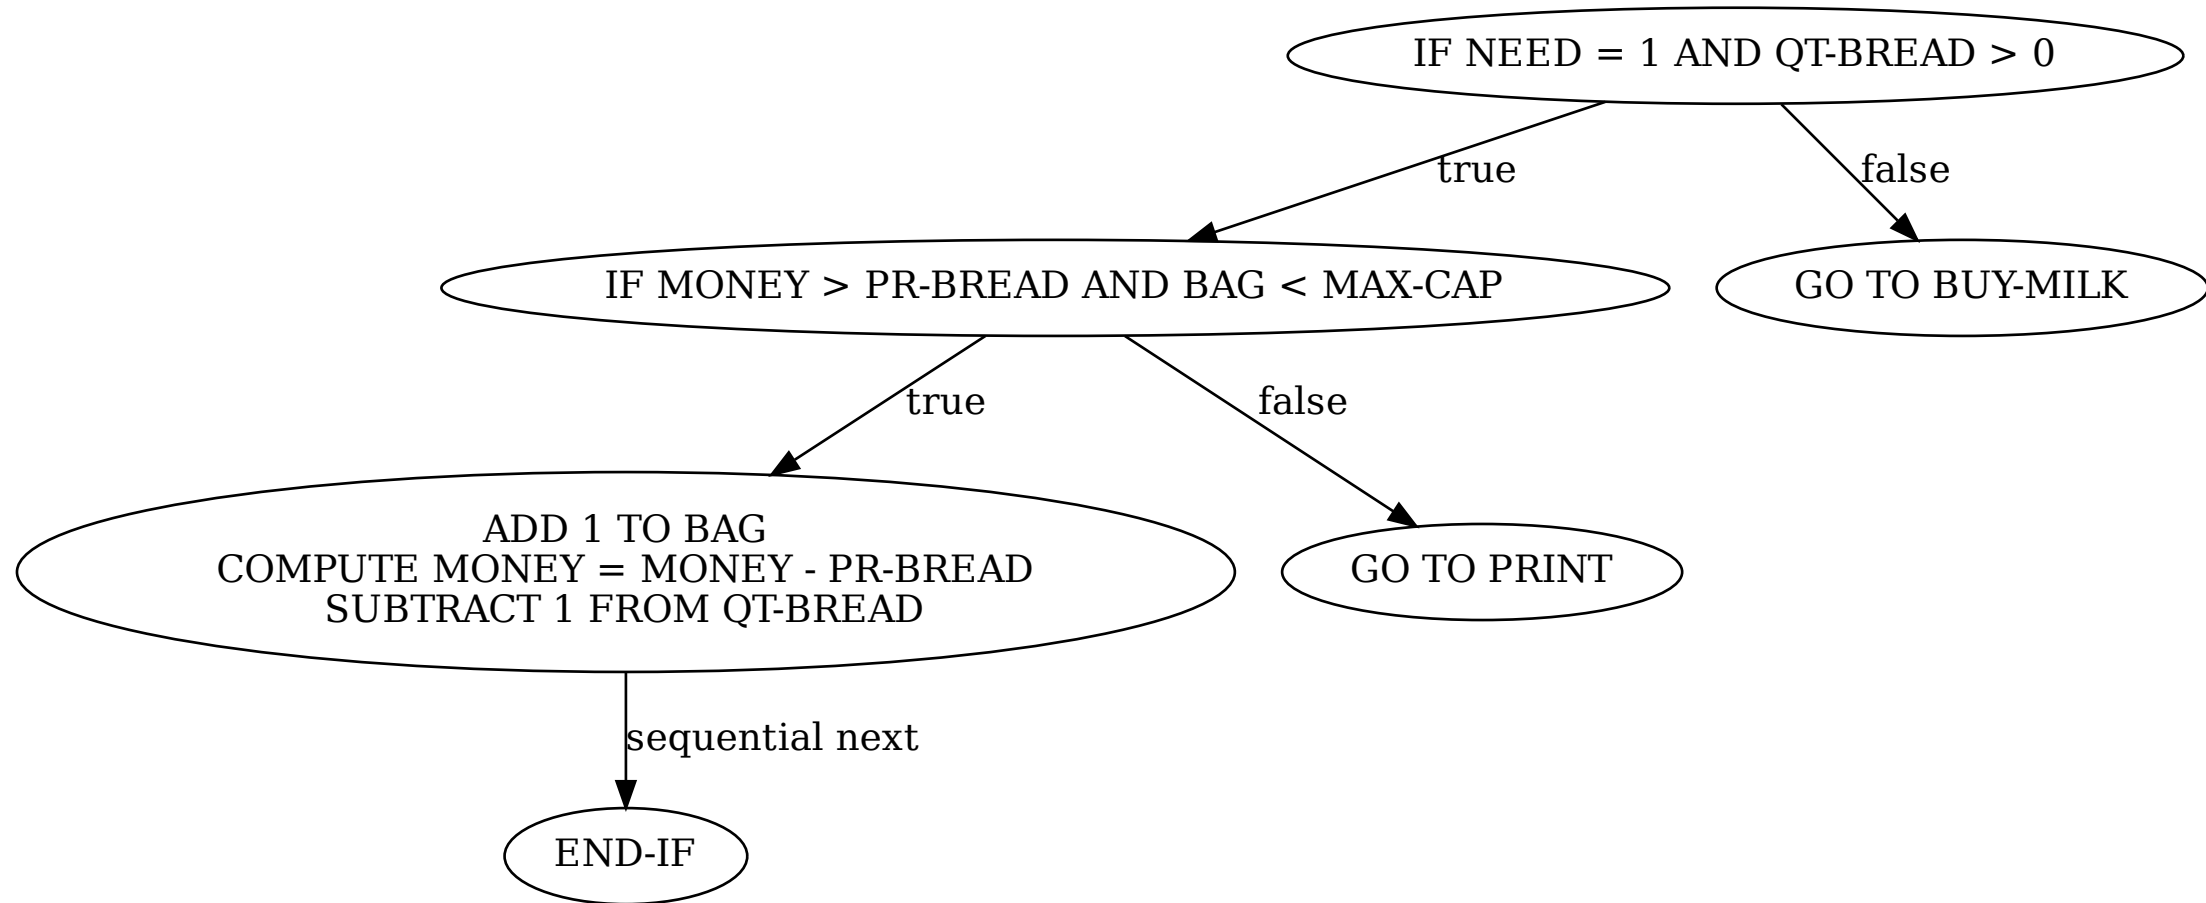 IF NEED = 1 AND QT-BREAD > 0
true
false
IF MONEY > PR-BREAD AND BAG < MAX-CAP
GO TO BUY-MILK
true
false
ADD 1 TO BAG
COMPUTE MONEY = MONEY - PR-BREAD
SUBTRACT 1 FROM QT-BREAD
GO TO PRINT
sequential next
END-IF